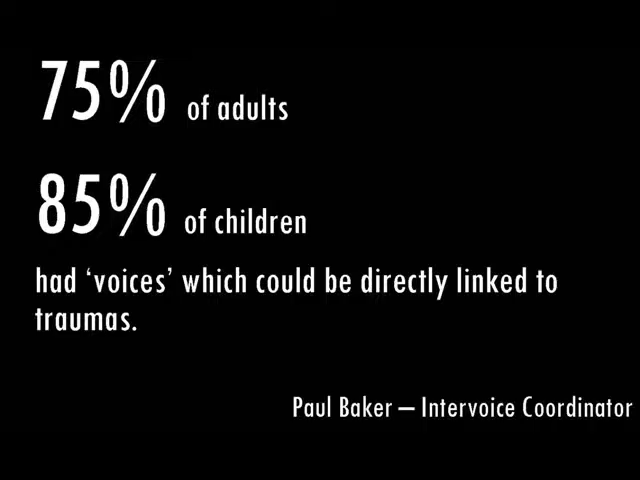 75% of adults
85% of children
had ‘voices’ which could be directly linked to
traumas.
Paul Baker – Intervoice Coordinator